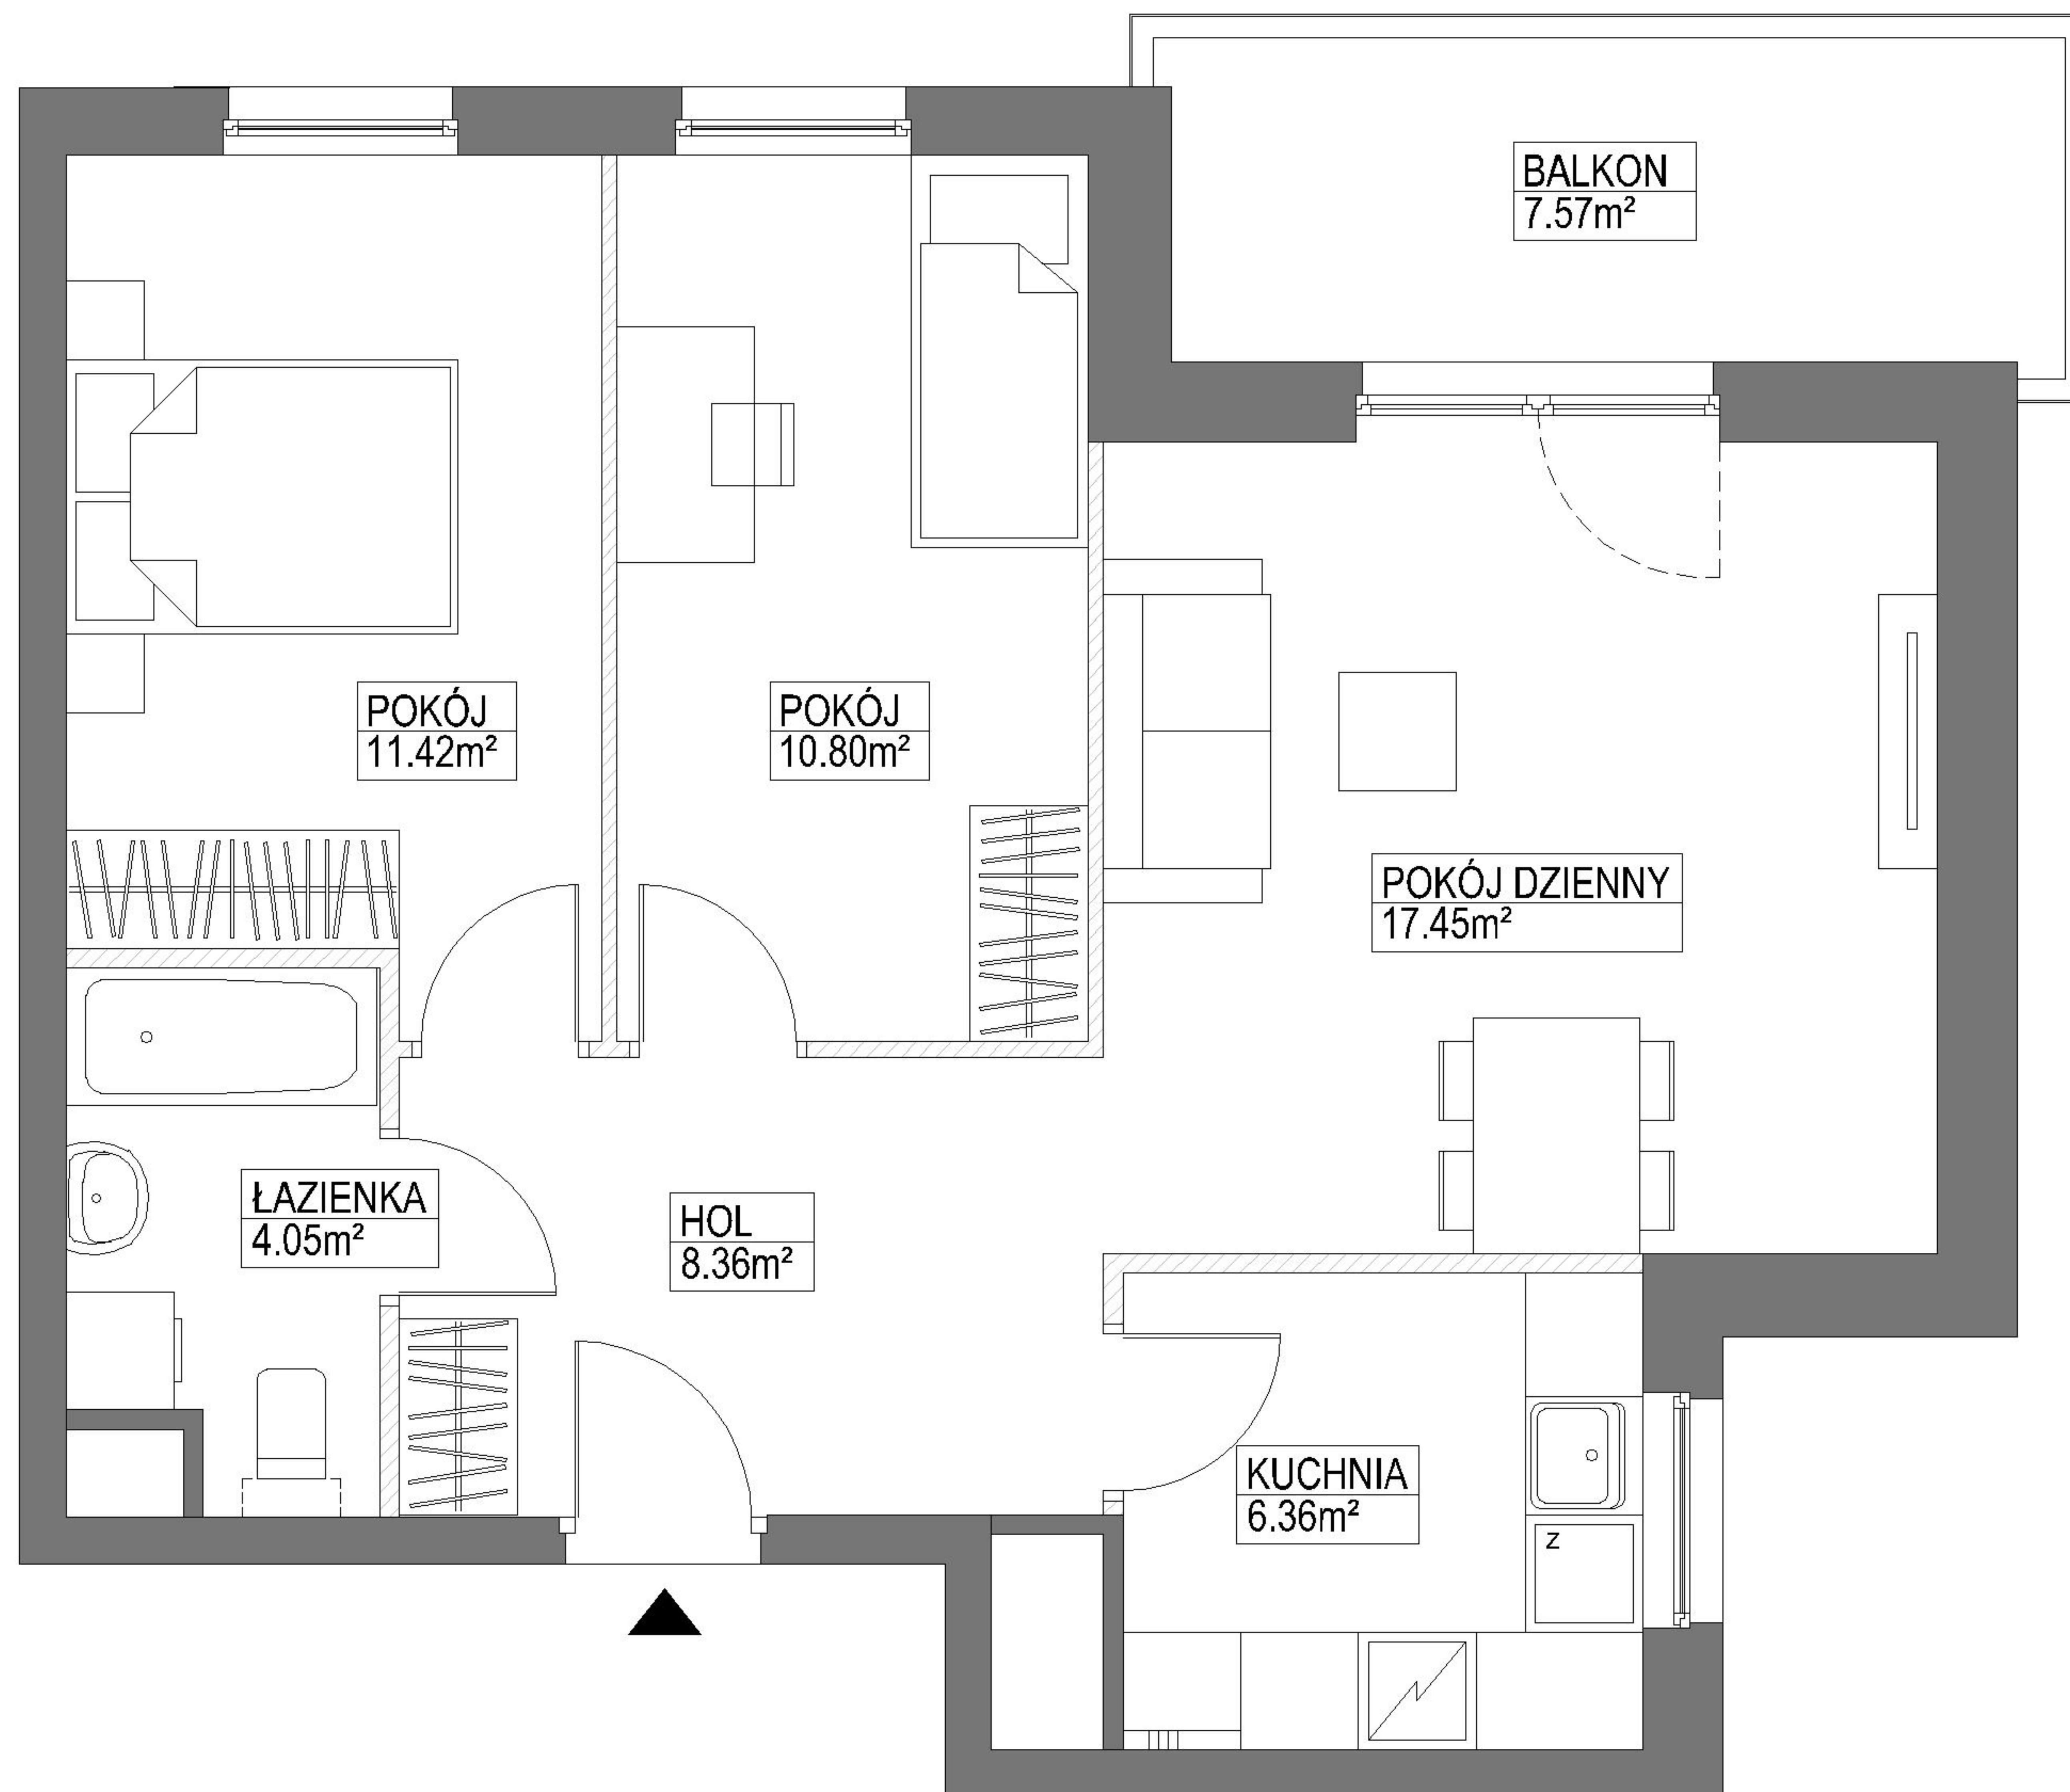 BALKON
7.57m²
POKÓJ
11.42m²
POKÓJ
10.80m²
POKÓJ DZIENNY
17.45m²
ŁAZIENKA
4.05m²
HOL
8.36m²
KUCHNIA
6.36m²
Z